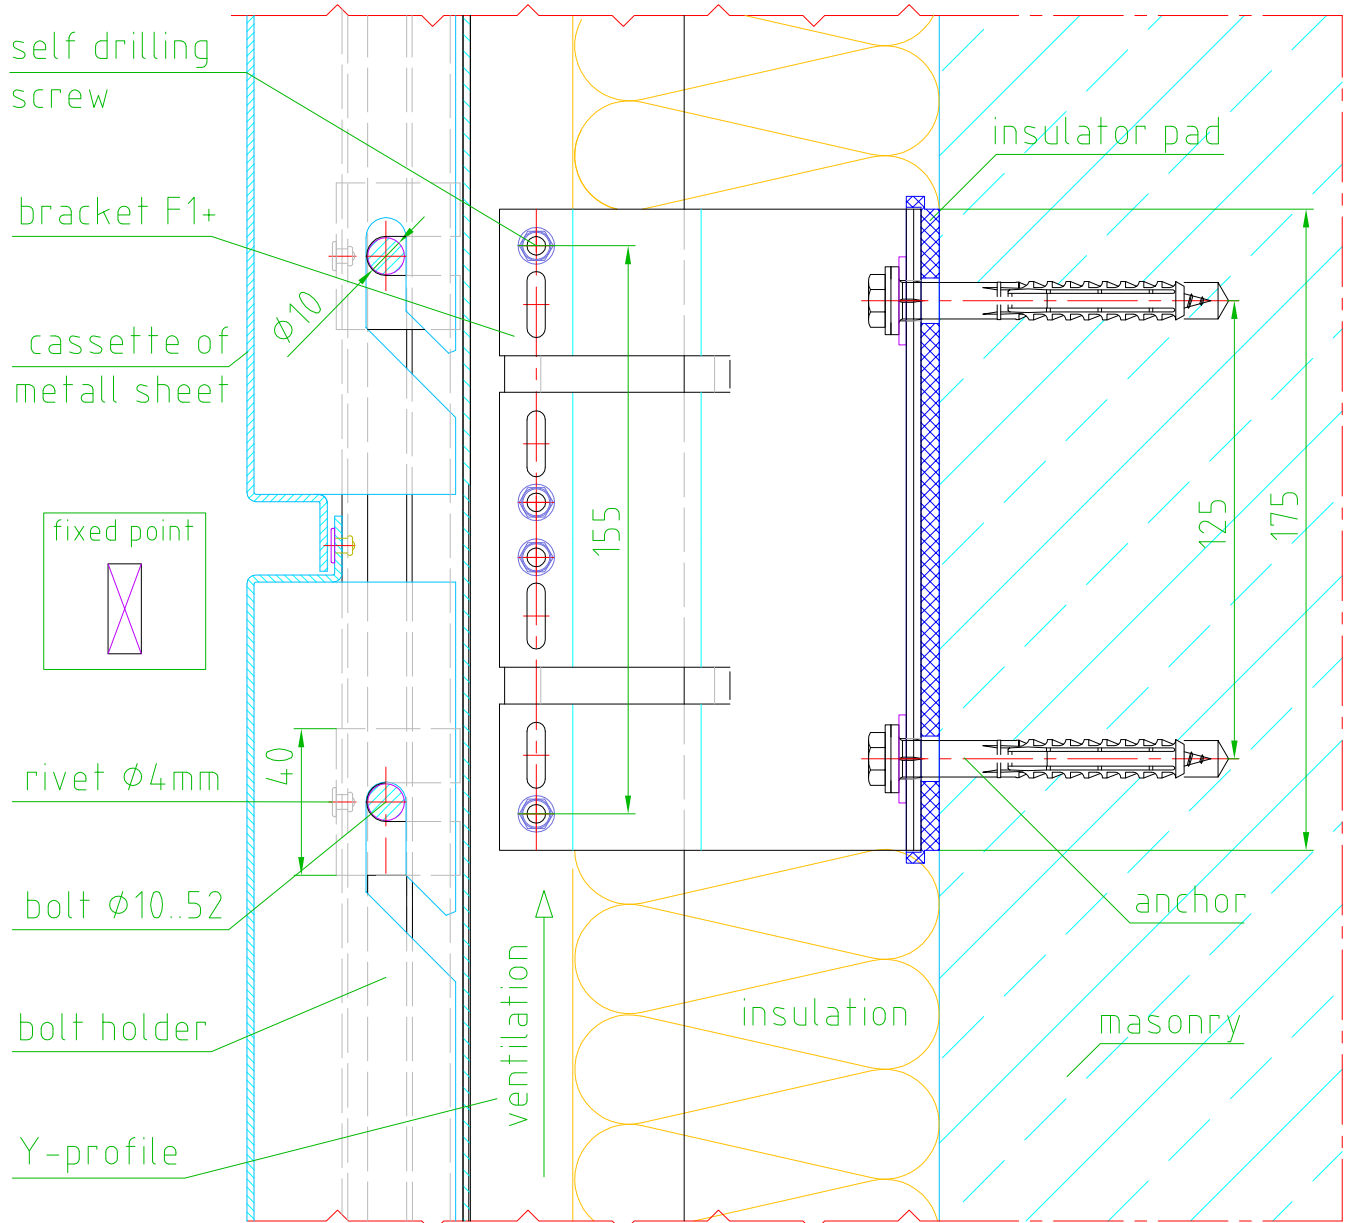 self drilling
screw
insulator pad
bracket F1+
Ø10
cassette of
metall sheet
fixed point
155
125
175
40
rivet Ø4mm
bolt Ø10..52
anchor
ventilation
insulation
bolt holder
masonry
Y-profile